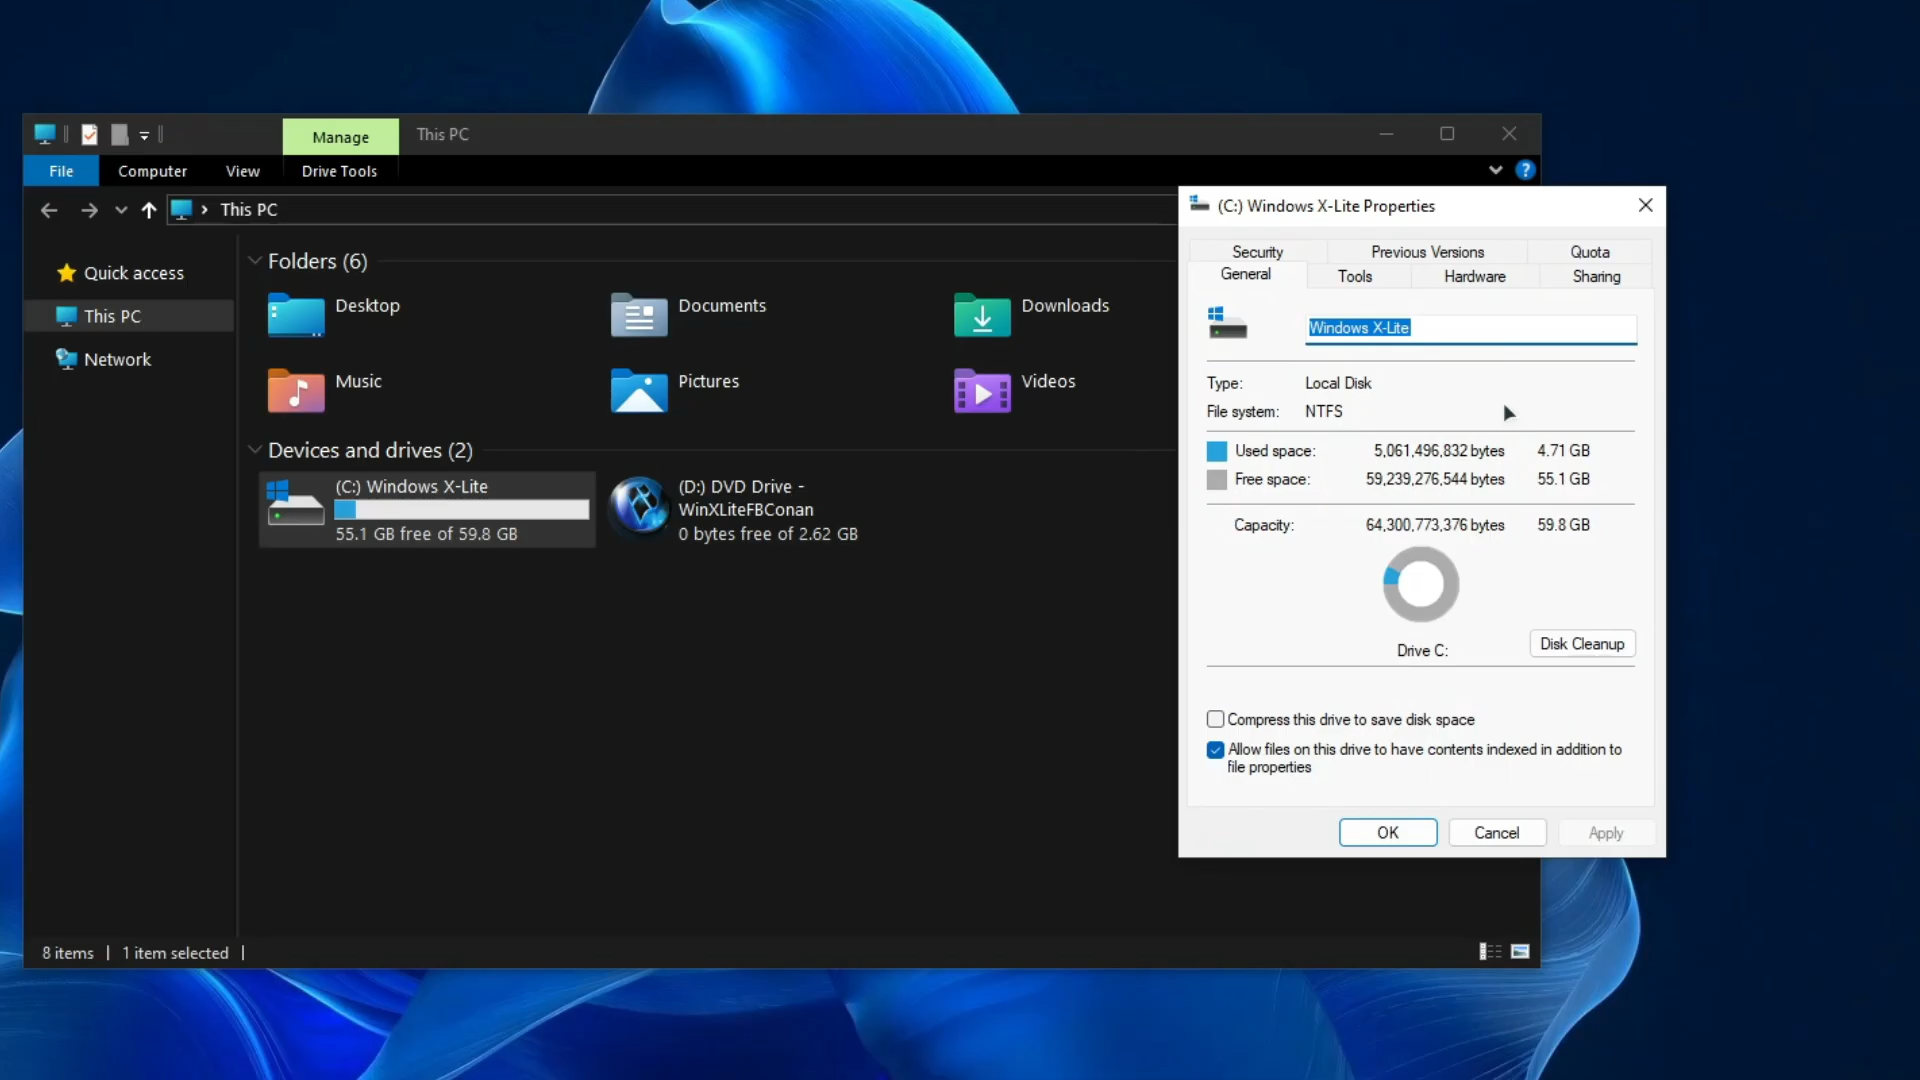 Manage
This PC
File
Computer
View
Drive Tools
This PC
Quick access
This PC
Network
Folders (6)
Desktop
Documents
Downloads
Music
Pictures
Videos
Devices and drives (2)
(C:) Windows X-Lite
55.1 GB free of 59.8 GB
(D:) DVD Drive -
WinXLiteFBConan
0 bytes free of 2.62 GB
8 items
1 item selected
(C:) Windows X-Lite Properties
Security
Previous Versions
Quota
General
Tools
Hardware
Sharing
Windows X-Lite
Type: Local Disk
File system: NTFS
Used space: 5,061,496,832 bytes 4.71 GB
Free space: 59,239,276,544 bytes 55.1 GB
Capacity: 64,300,773,376 bytes 59.8 GB
Drive C:
Disk Cleanup
Compress this drive to save disk space
Allow files on this drive to have contents indexed in addition to
file properties
OK
Cancel
Apply